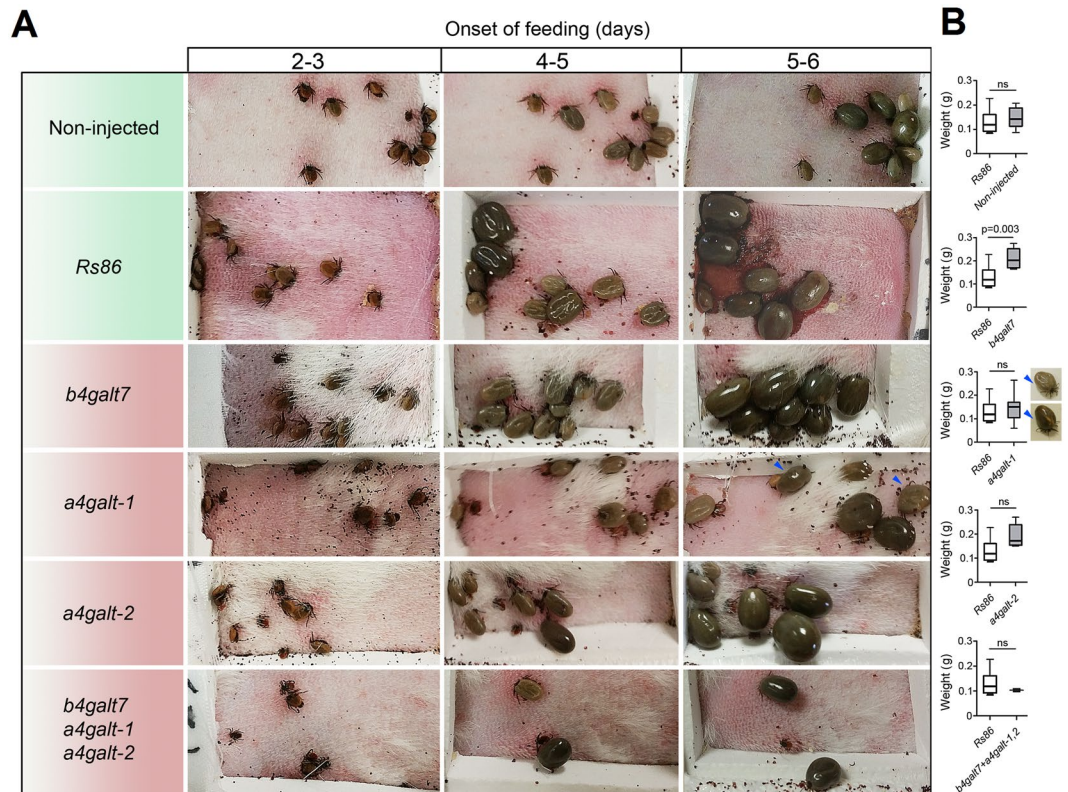 A
B
Onset of feeding (days)
2-3
4-5
5-6
Non-injected
Rs86
b4galt7
a4galt-1
a4galt-2
b4galt7
a4galt-1
a4galt-2
Weight (g)
0.3
0.2
0.1
0
ns
Rs86
Non-injected
Weight (g)
0.3
0.2
0.1
0
p=0.003
Rs86
b4galt7
Weight (g)
0.3
0.2
0.1
0
ns
Rs86
a4galt-1
Weight (g)
0.3
0.2
0.1
0
ns
Rs86
a4galt-2
Weight (g)
0.3
0.2
0.1
0
ns
Rs86
b4galt7+a4galt-1,2